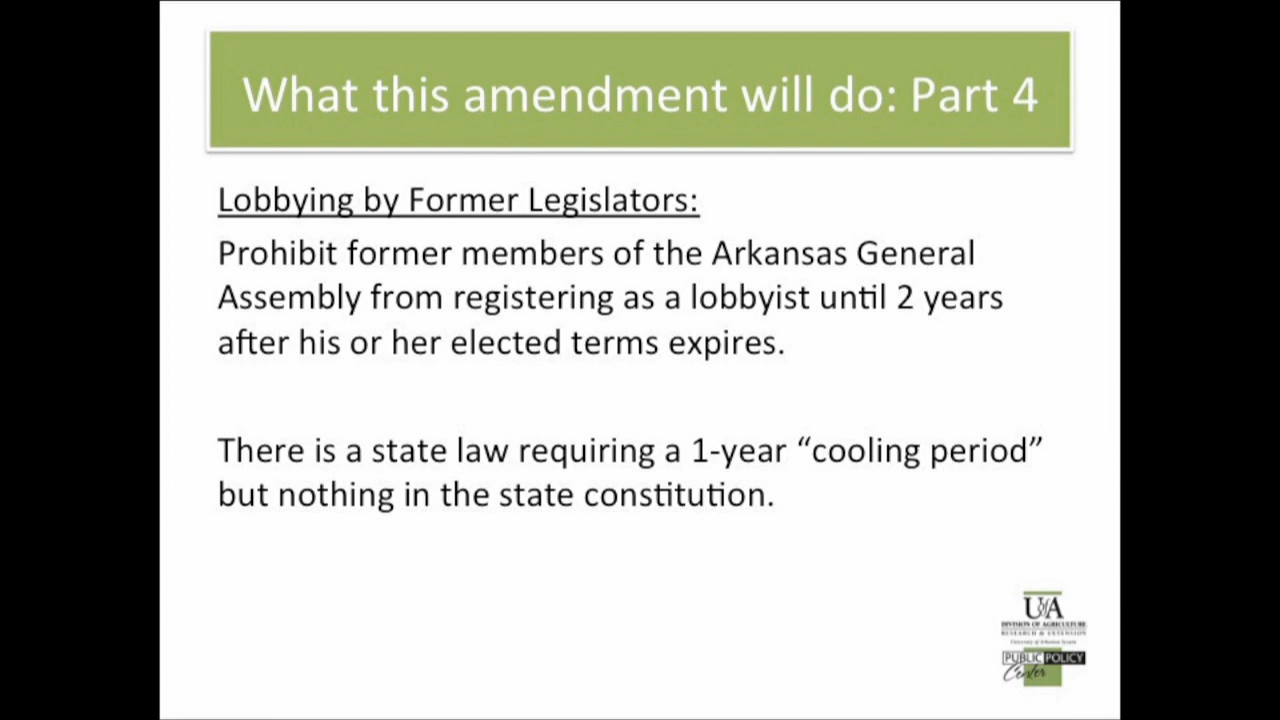 What this amendment will do: Part 4
Lobbying by Former Legislators:
Prohibit former members of the Arkansas General
Assembly from registering as a lobbyist until 2 years
after his or her elected terms expires.
There is a state law requiring a 1-year “cooling period”
but nothing in the state constitution.
UofA
DIVISION OF AGRICULTURE
RESEARCH & EXTENSION
University of Arkansas System
PUBLIC POLICY
Center